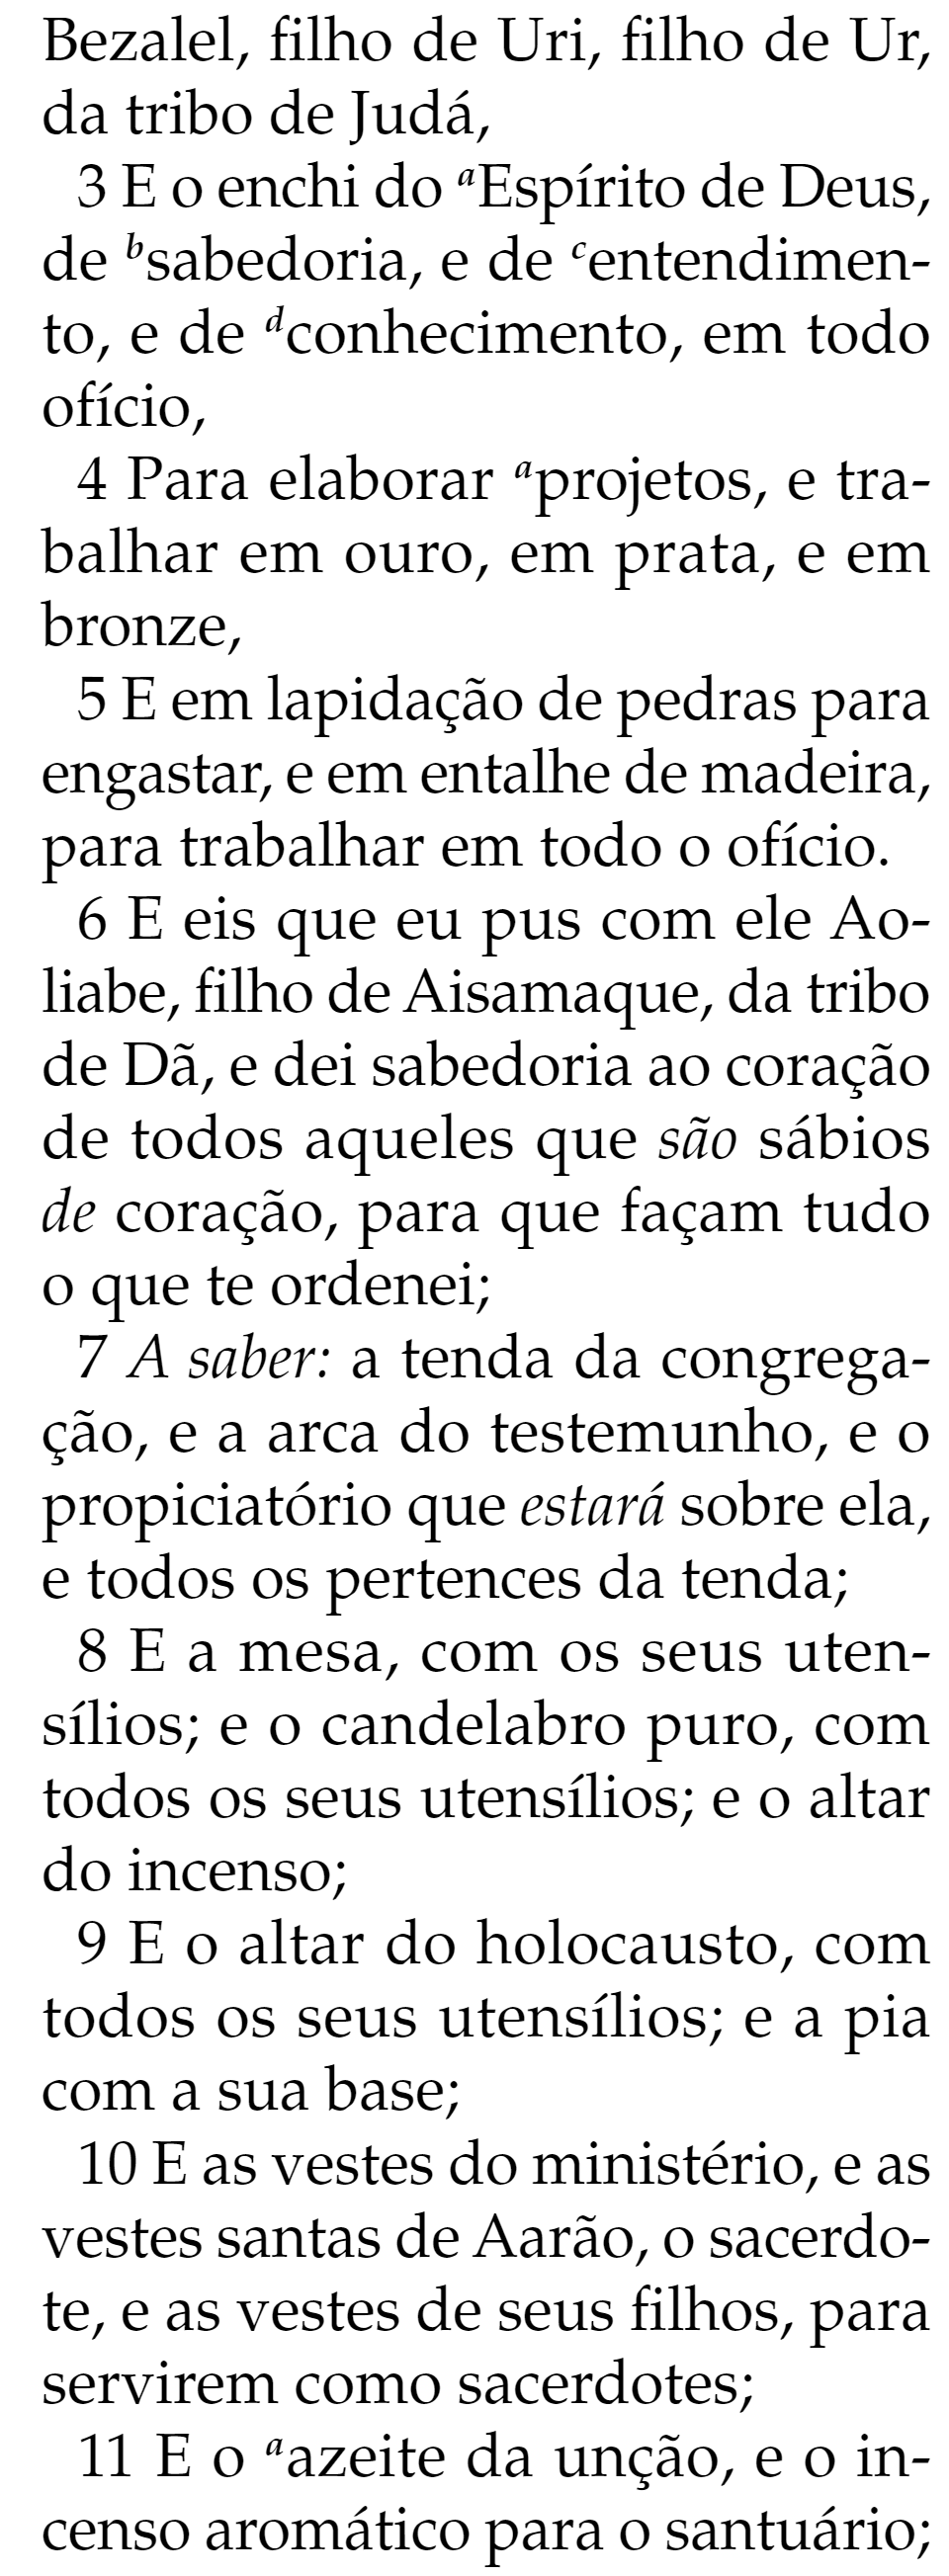 Bezalel, filho de Uri, filho de Ur,
da tribo de Judá,
3 E o enchi do aEspírito de Deus,
de bsabedoria, e de centendimen-
to, e de dconhecimento, em todo
ofício,
4 Para elaborar aprojetos, e tra-
balhar em ouro, em prata, e em
bronze,
5 E em lapidação de pedras para
engastar, e em entalhe de madeira,
para trabalhar em todo o ofício.
6 E eis que eu pus com ele Ao-
liabe, filho de Aisamaque, da tribo
de Dã, e dei sabedoria ao coração
de todos aqueles que são sábios
de coração, para que façam tudo
o que te ordenei;
7 A saber: a tenda da congrega-
ção, e a arca do testemunho, e o
propiciatório que estará sobre ela,
e todos os pertences da tenda;
8 E a mesa, com os seus uten-
sílios; e o candelabro puro, com
todos os seus utensílios; e o altar
do incenso;
9 E o altar do holocausto, com
todos os seus utensílios; e a pia
com a sua base;
10 E as vestes do ministério, e as
vestes santas de Aarão, o sacerdo-
te, e as vestes de seus filhos, para
servirem como sacerdotes;
11 E o aazeite da unção, e o in-
censo aromático para o santuário;